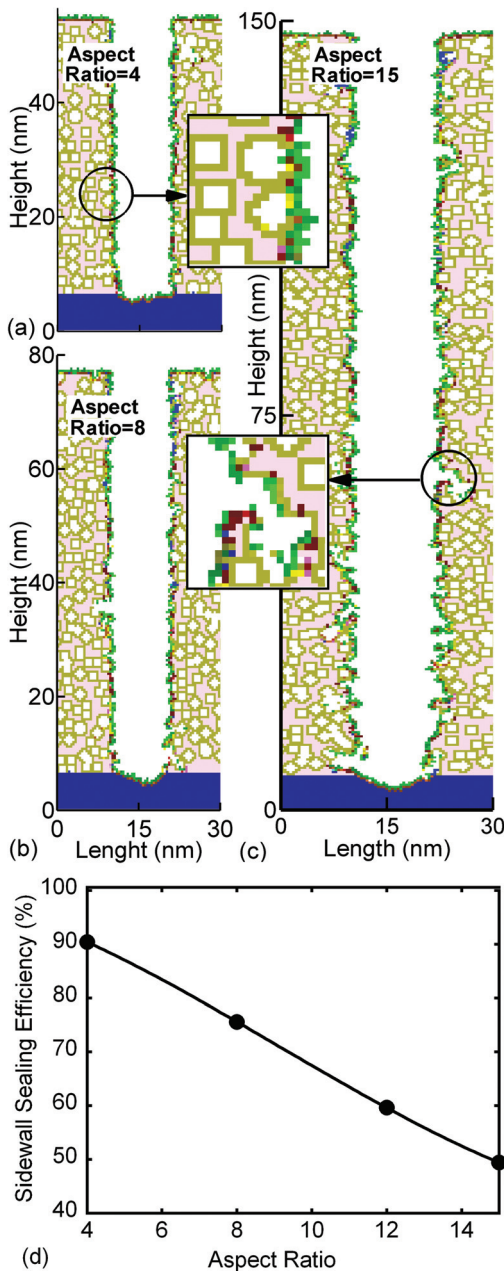 Aspect
Ratio=4
40
20
0
Height (nm)
(a)
150
Aspect
Ratio=15
75
0
Height (nm)
80
60
40
20
0
Aspect
Ratio=8
Height (nm)
0 15 30
(b) Lenght (nm)
0 15 30
(c) Length (nm)
100
90
80
70
60
50
40
Sidewall Sealing Efficiency (%)
4 6 8 10 12 14
(d) Aspect Ratio